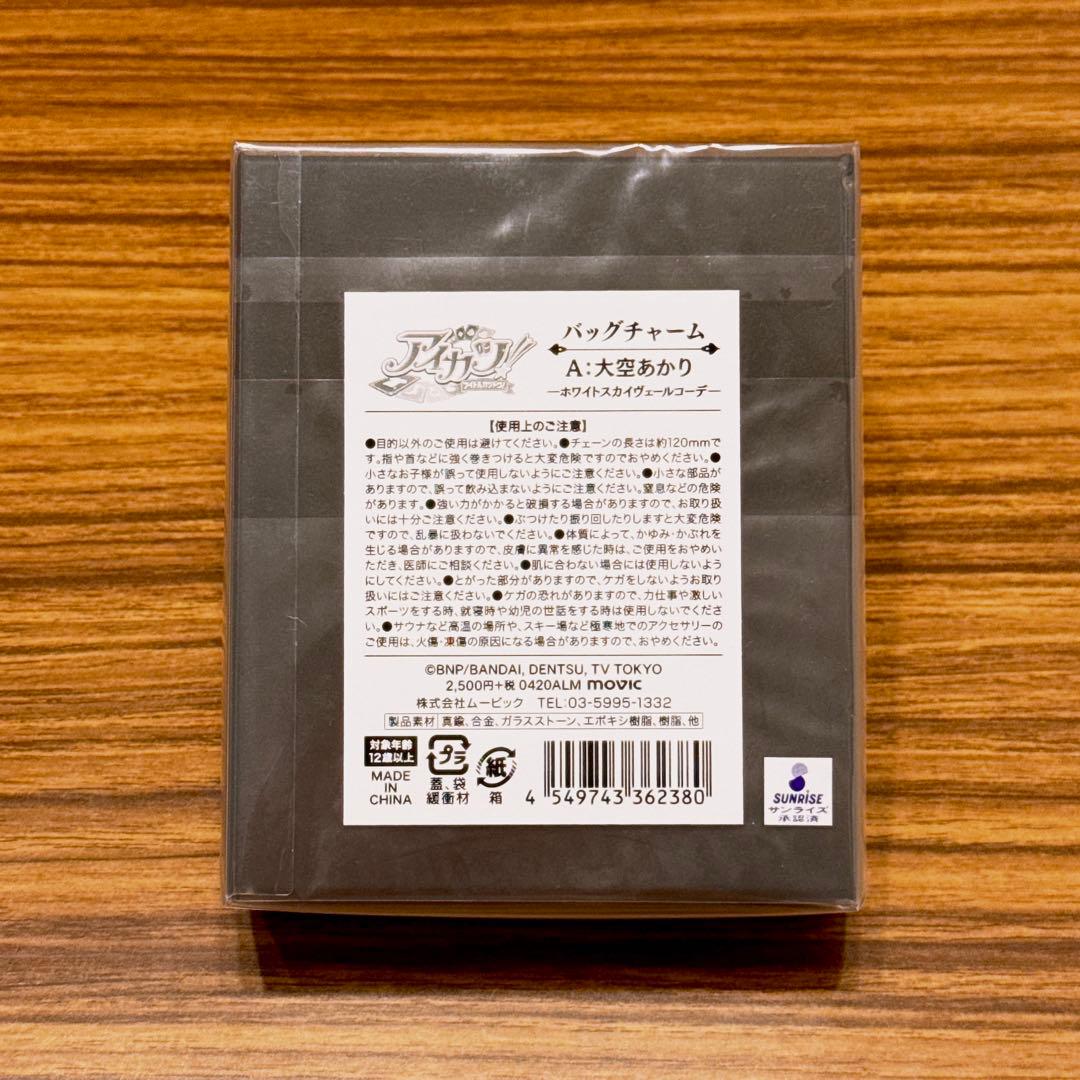 アイカツ!
アイドルカツドウ!
バッグチャーム
A:大空あかり
―ホワイトスカイヴェールコーデ―
【使用上のご注意】
●目的以外のご使用は避けてください。●チェーンの長さは約120mmで
す。指や首などに強く巻きつけると大変危険ですのでおやめください。●
小さなお子様が誤って使用しないようにご注意ください。●小さな部品が
ありますので、誤って飲み込まないようにご注意ください。窒息などの危険
があります。●強い力がかかると破損する場合がありますので、お取り扱
いには十分ご注意ください。●ぶつけたり振り回したりしますと大変危険
ですので、乱暴に扱わないでください。●体質によって、かゆみ・かぶれを
生じる場合がありますので、皮膚に異常を感じた時は、ご使用をおやめい
ただき、医師にご相談ください。●肌に合わない場合には使用しないよう
にしてください。●とがった部分がありますので、ケガをしないようお取り
扱いにはご注意ください。●ケガの恐れがありますので、力仕事や激しい
スポーツをする時、就寝時や幼児の世話をする時は使用しないでくださ
い。●サウナなど高温の場所や、スキー場など極寒地でのアクセサリーの
ご使用は、火傷・凍傷の原因になる場合がありますので、おやめください。
©BNP/BANDAI, DENTSU, TV TOKYO
2,500円+税 0420ALM movic
株式会社ムービック TEL:03-5995-1332
製品素材 真鍮、合金、ガラスストーン、エポキシ樹脂、樹脂、他
対象年齢
12歳以上
MADE
IN
CHINA
プラ
蓋、袋
緩衝材
紙
箱
4 549743 362380
SUNRISE
サンライズ
承認済